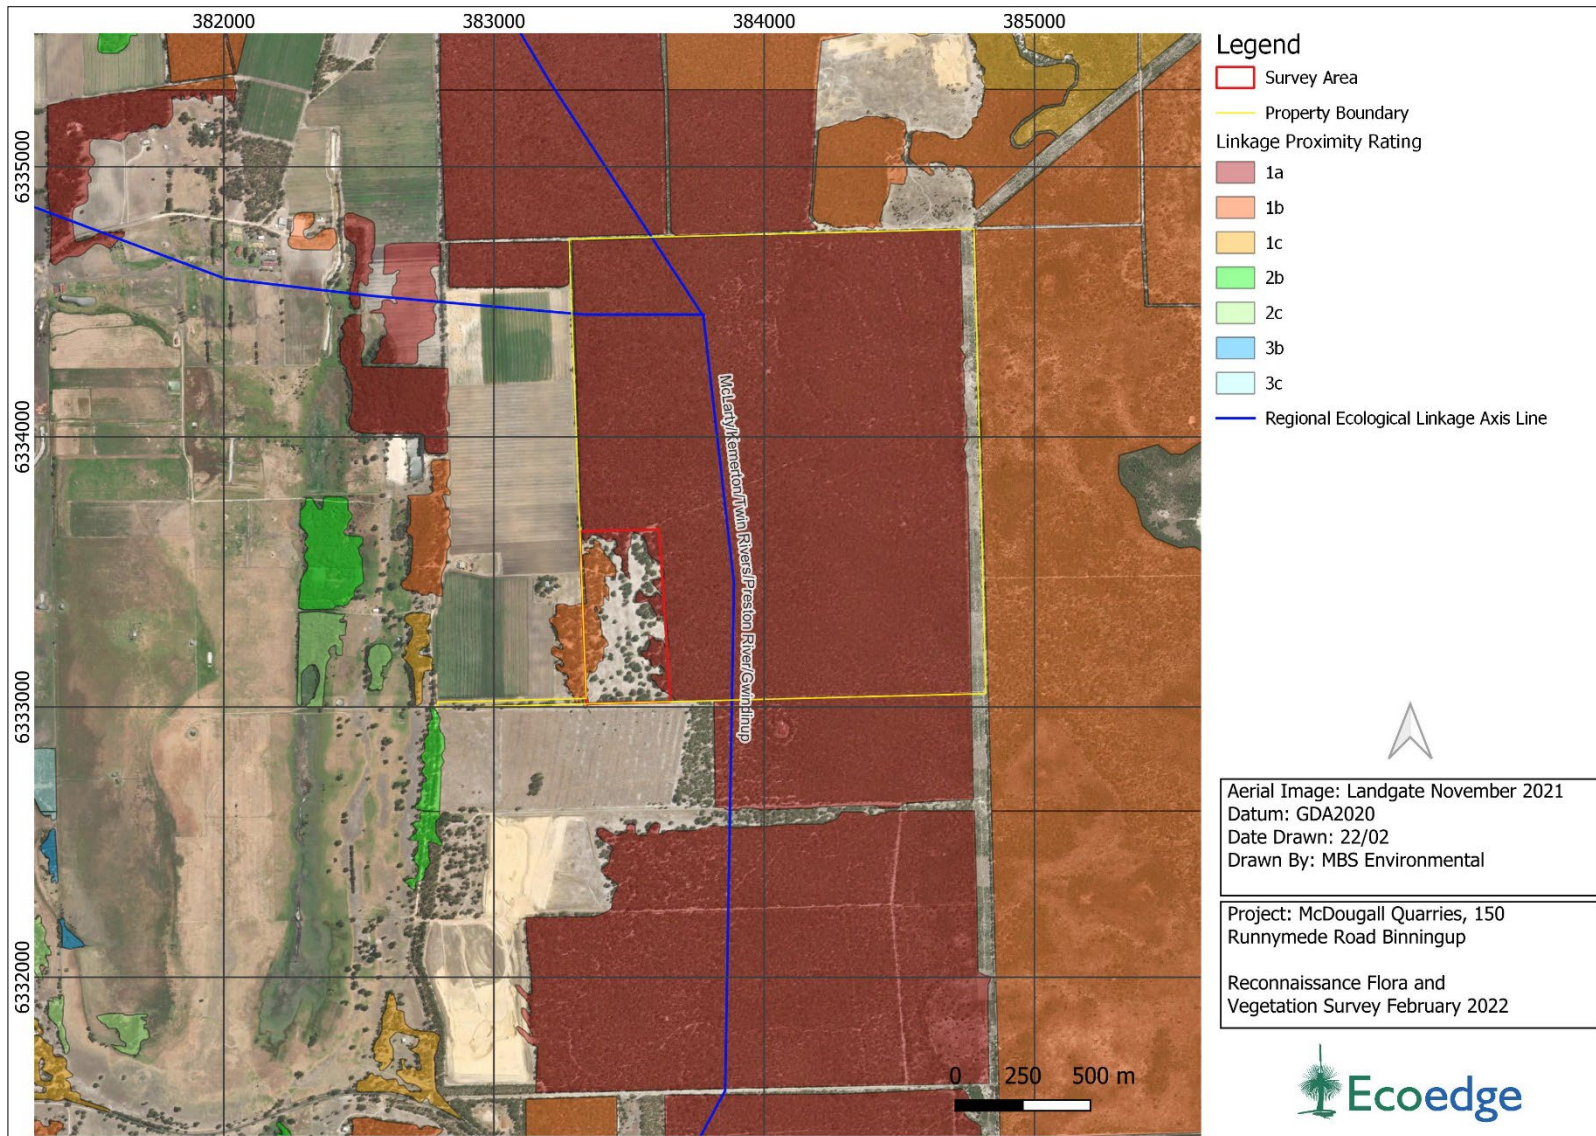 382000
383000
384000
385000
6335000
6334000
6333000
6332000
McLarty/Kemerton/Twin Rivers/Preston River/Gwindinup
0 250 500 m
Legend
Survey Area
Property Boundary
Linkage Proximity Rating
1a
1b
1c
2b
2c
3b
3c
Regional Ecological Linkage Axis Line
Aerial Image: Landgate November 2021
Datum: GDA2020
Date Drawn: 22/02
Drawn By: MBS Environmental
Project: McDougall Quarries, 150
Runnymede Road Binningup
Reconnaissance Flora and
Vegetation Survey February 2022
Ecoedge